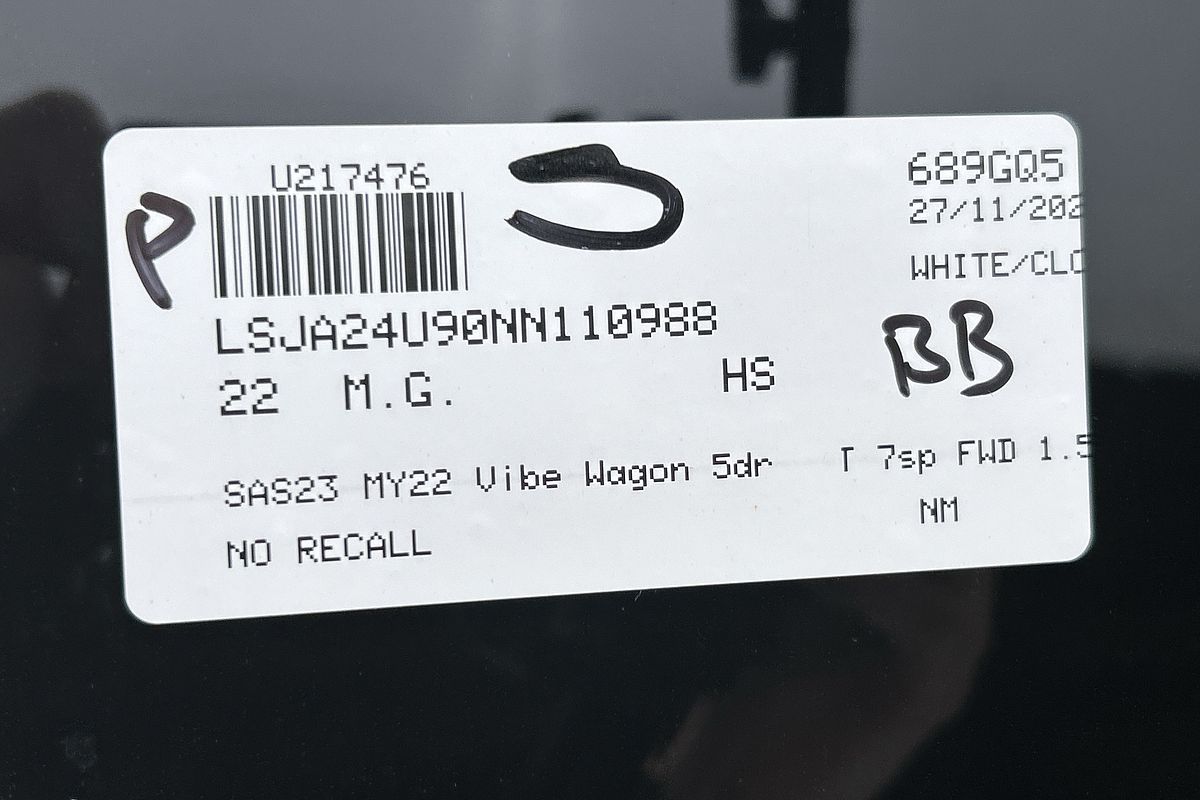 U217476
689GQ5
27/11/202
P
WHITE/CLO
LSJA24U90NN110988
BB
22 M.G. HS
SAS23 MY22 Vibe Wagon 5dr T 7sp FWD 1.5
NM
NO RECALL